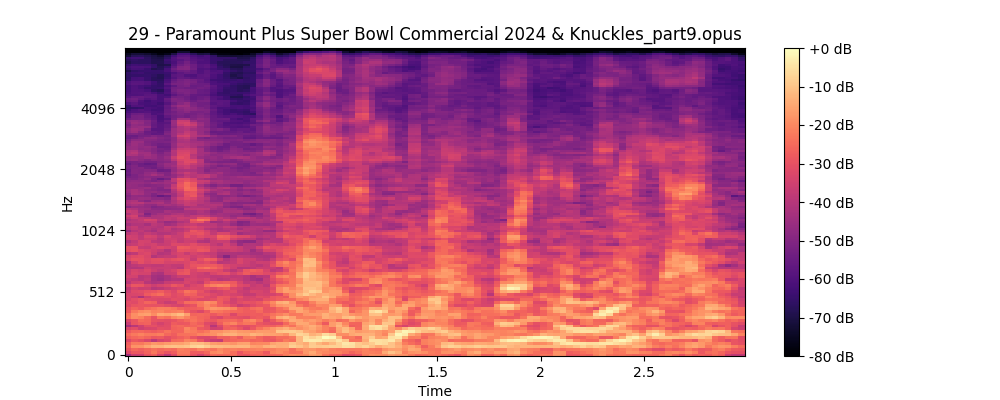 29 - Paramount Plus Super Bowl Commercial 2024 & Knuckles_part9.opus
Hz
4096
2048
1024
512
0
0
0.5
1
1.5
2
2.5
Time
+0 dB
-10 dB
-20 dB
-30 dB
-40 dB
-50 dB
-60 dB
-70 dB
-80 dB